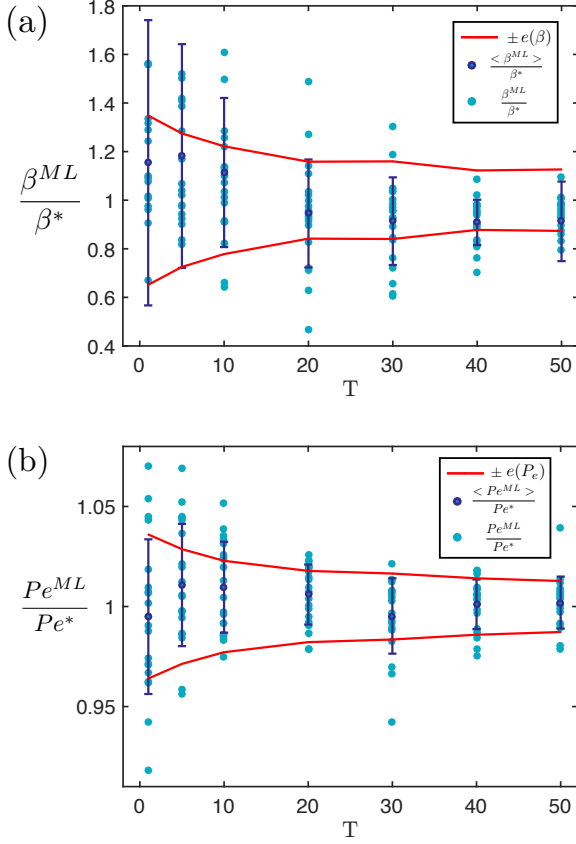 (a)
1.8
1.6
1.4
1.2
1
0.8
0.6
0.4
β^ML
β*
0 10 20 30 40 50
T
± e(β)
< β^ML >
β*
β^ML
β*
(b)
1.05
1
0.95
Pe^ML
Pe*
0 10 20 30 40 50
T
± e(P_e)
< Pe^ML >
Pe*
Pe^ML
Pe*